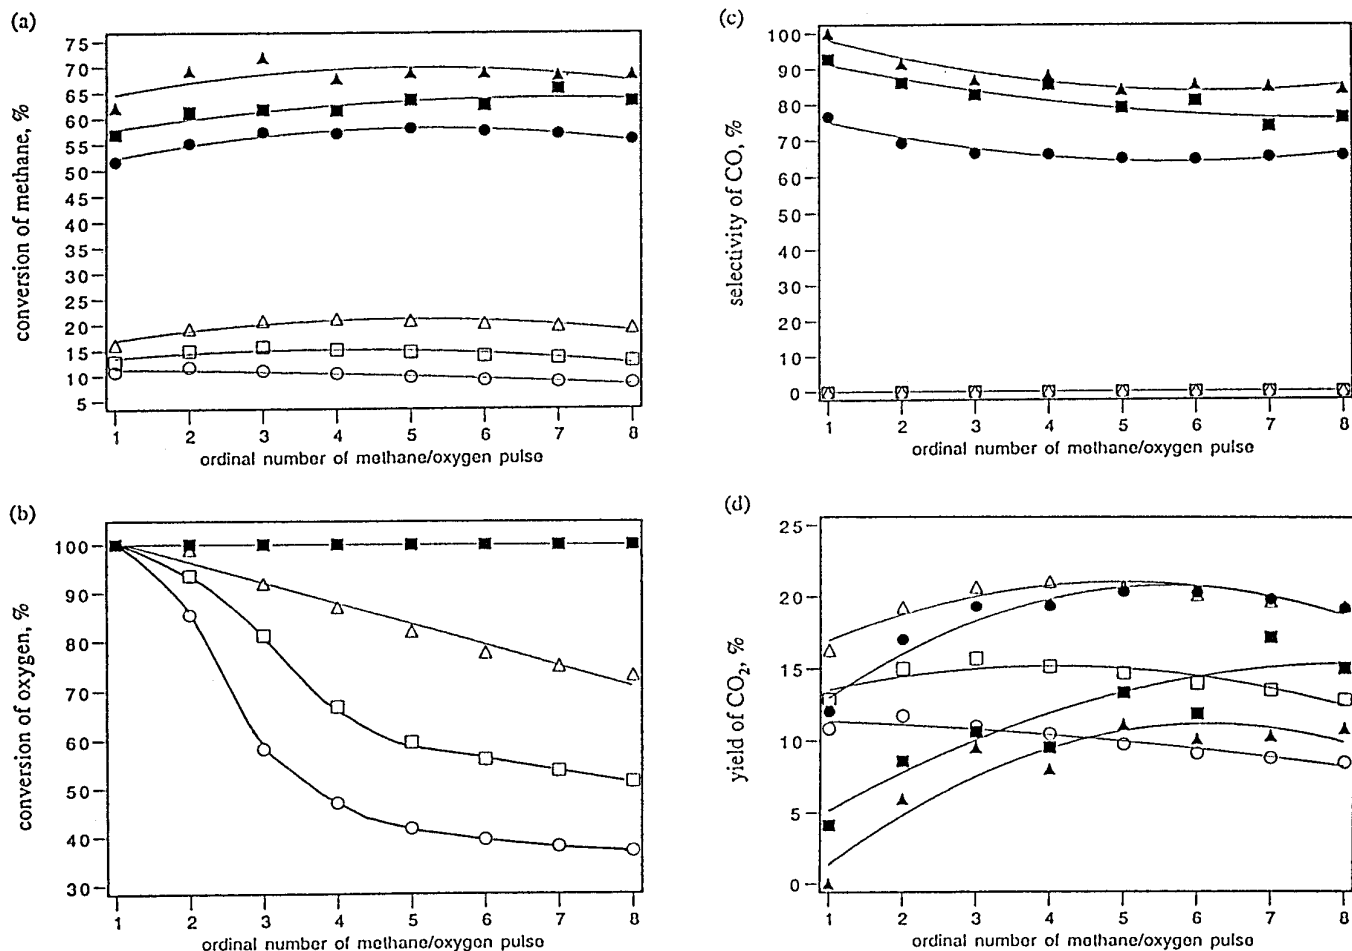 (a)
75
70
65
60
55
50
45
40
35
30
25
20
15
10
5
conversion of methane, %
1 2 3 4 5 6 7 8
ordinal number of methane/oxygen pulse
(b)
100
90
80
70
60
50
40
30
conversion of oxygen, %
1 2 3 4 5 6 7 8
ordinal number of methane/oxygen pulse
(c)
100
90
80
70
60
50
40
30
20
10
0
selectivity of CO, %
1 2 3 4 5 6 7 8
ordinal number of methane/oxygen pulse
(d)
25
20
15
10
5
0
yield of CO₂, %
1 2 3 4 5 6 7 8
ordinal number of methane/oxygen pulse